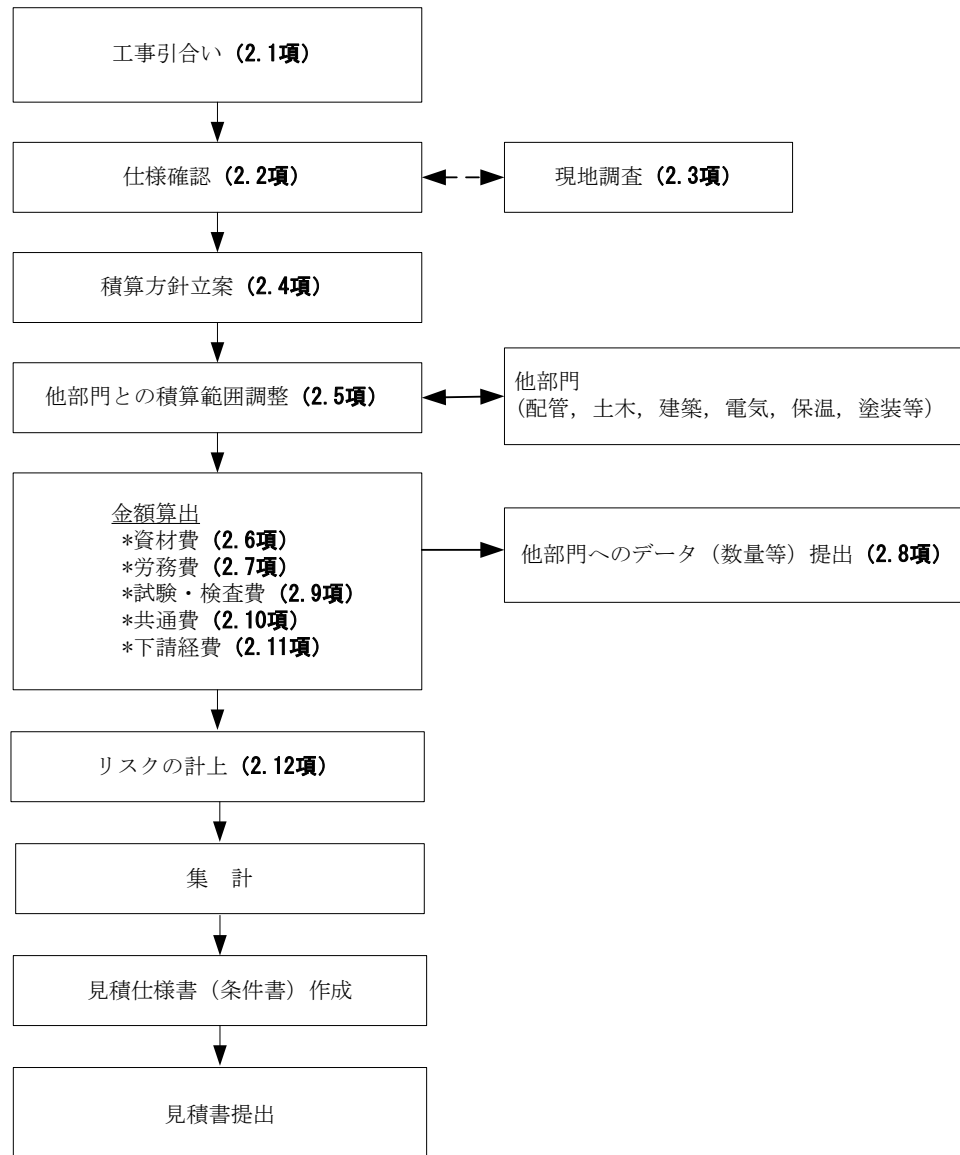 工事引合い (2.1項)
仕様確認 (2.2項)
現地調査 (2.3項)
積算方針立案 (2.4項)
他部門との積算範囲調整 (2.5項)
他部門
(配管，土木，建築，電気，保温，塗装等)
金額算出
*資材費 (2.6項)
*労務費 (2.7項)
*試験・検査費 (2.9項)
*共通費 (2.10項)
*下請経費 (2.11項)
他部門へのデータ（数量等）提出 (2.8項)
リスクの計上 (2.12項)
集　計
見積仕様書（条件書）作成
見積書提出